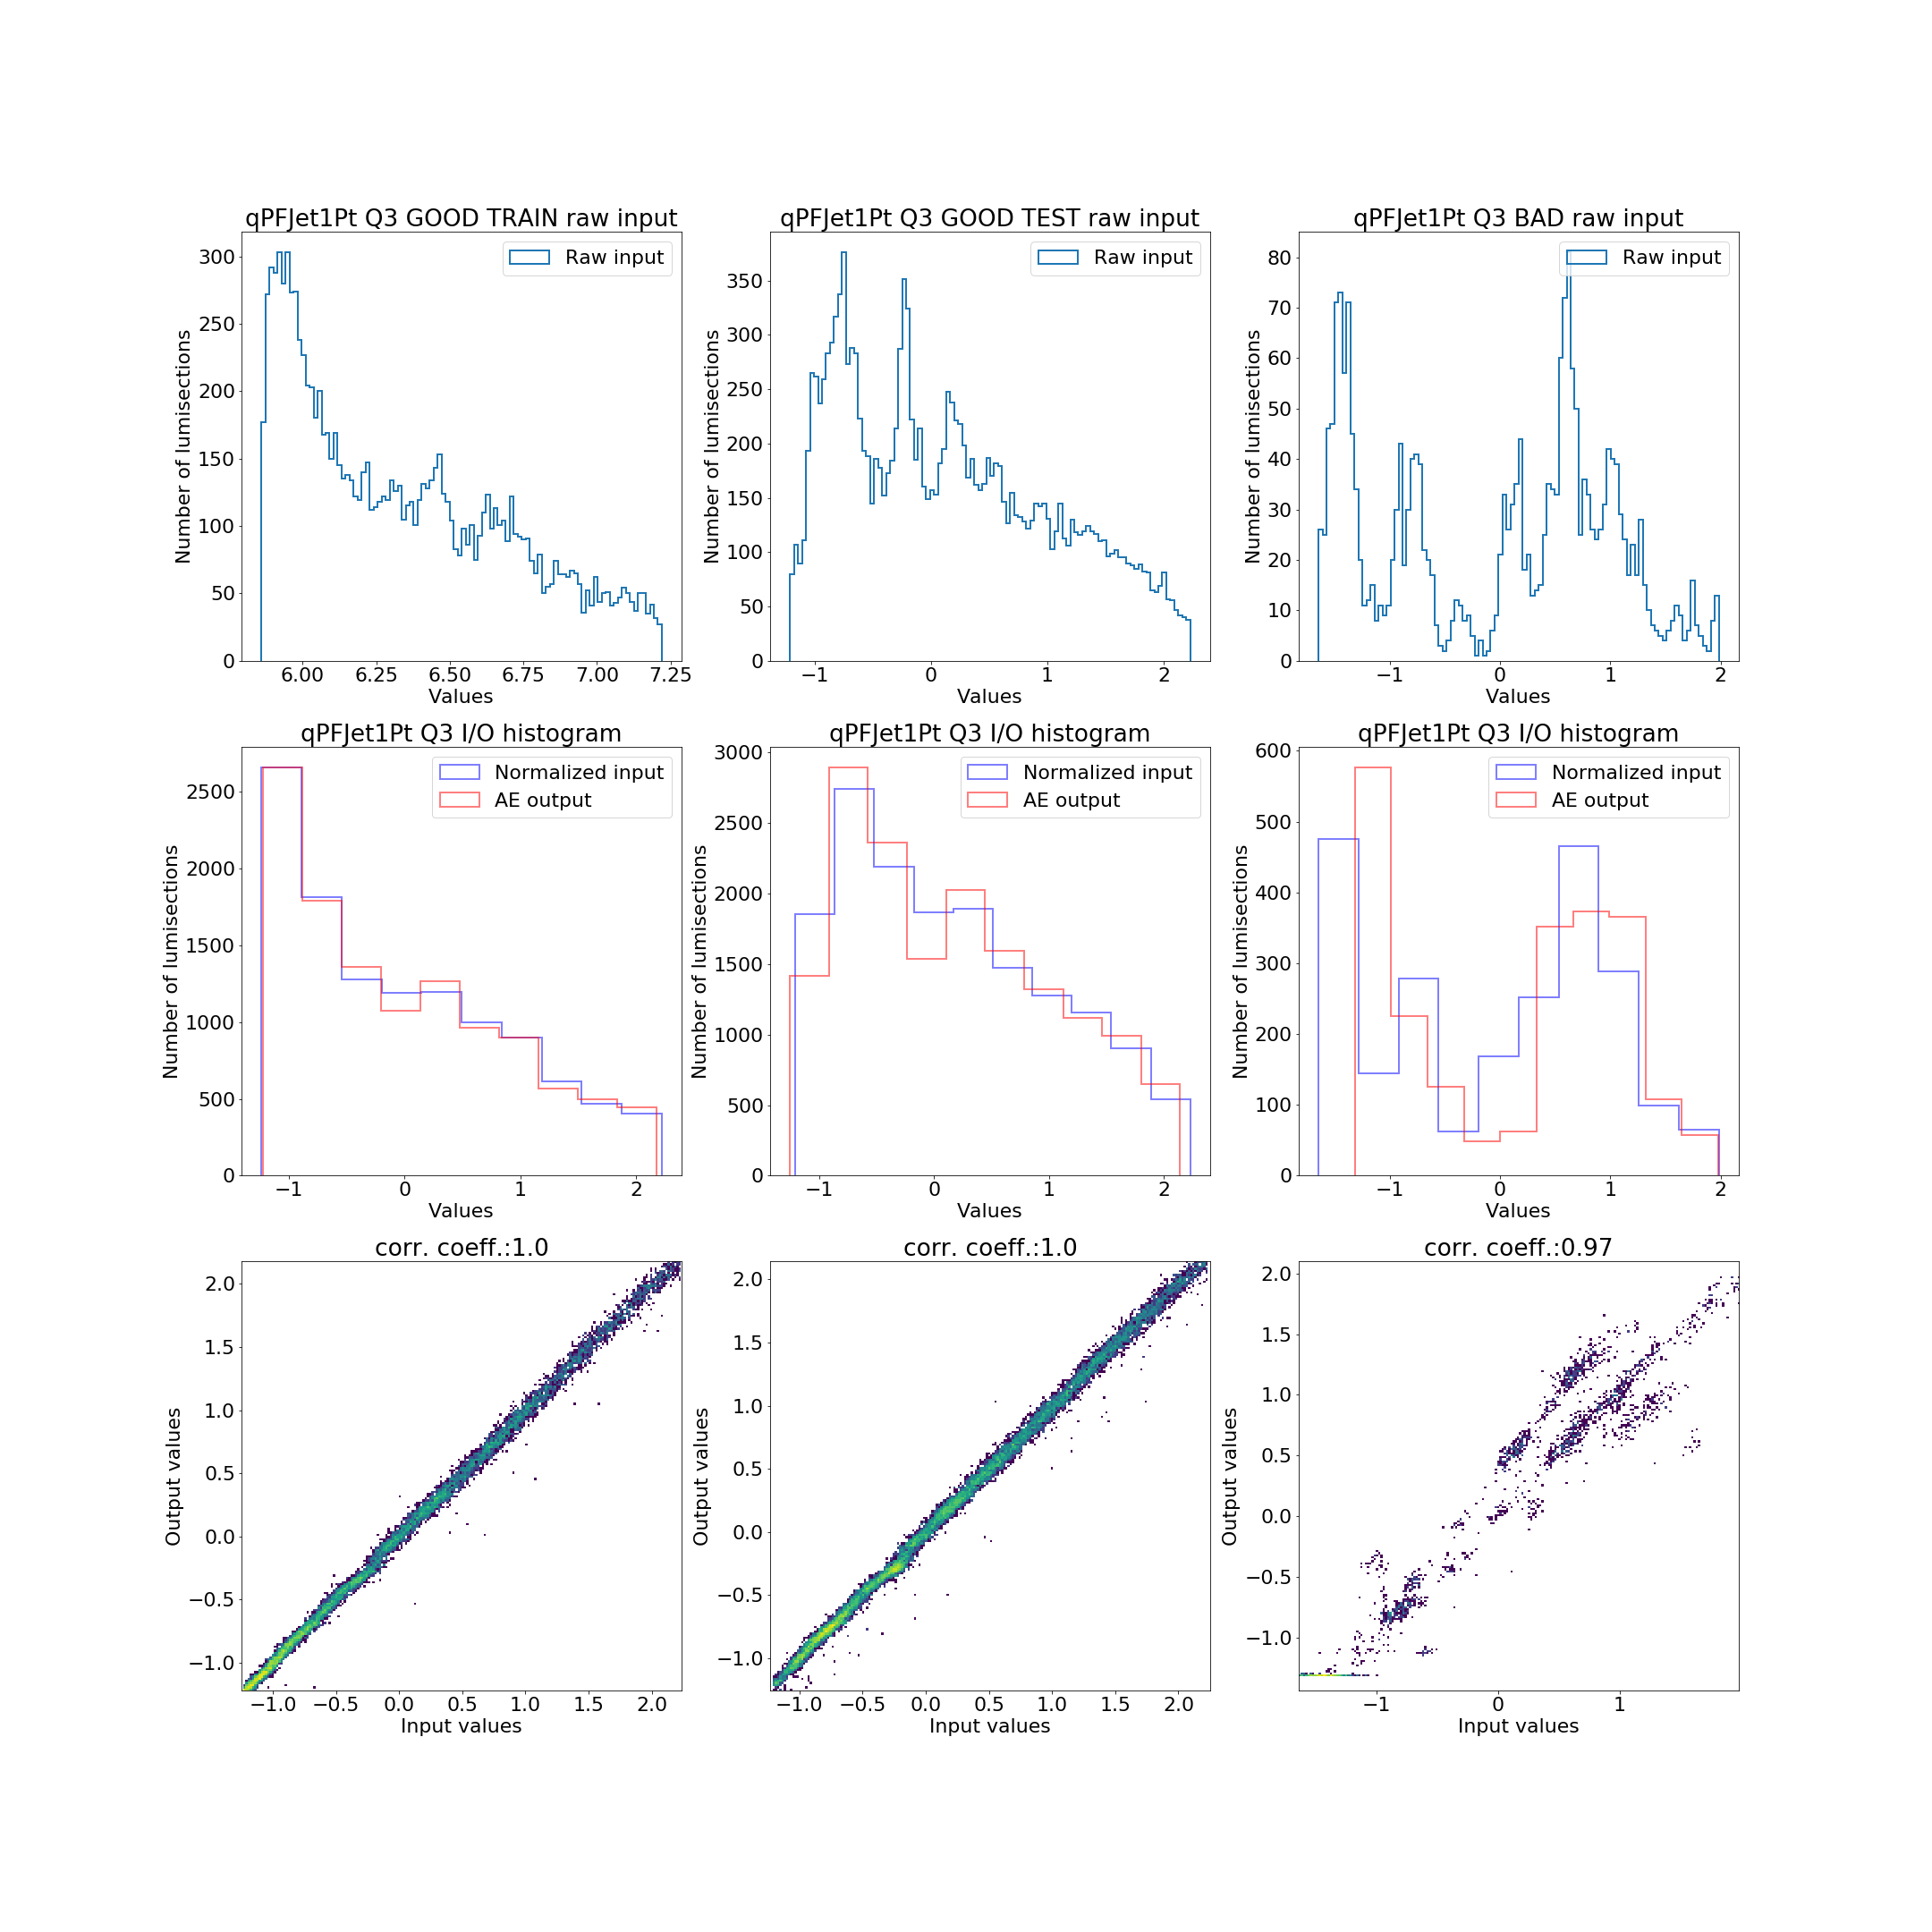 qPFJet1Pt Q3 GOOD TRAIN raw input
Raw input
Number of lumisections
300
250
200
150
100
50
0
6.00 6.25 6.50 6.75 7.00 7.25
Values
qPFJet1Pt Q3 GOOD TEST raw input
Raw input
Number of lumisections
350
300
250
200
150
100
50
0
−1 0 1 2
Values
qPFJet1Pt Q3 BAD raw input
Raw input
Number of lumisections
80
70
60
50
40
30
20
10
0
−1 0 1 2
Values
qPFJet1Pt Q3 I/O histogram
Normalized input
AE output
Number of lumisections
2500
2000
1500
1000
500
0
−1 0 1 2
Values
qPFJet1Pt Q3 I/O histogram
Normalized input
AE output
Number of lumisections
3000
2500
2000
1500
1000
500
0
−1 0 1 2
Values
qPFJet1Pt Q3 I/O histogram
Normalized input
AE output
Number of lumisections
600
500
400
300
200
100
0
−1 0 1 2
Values
corr. coeff.:1.0
Output values
2.0
1.5
1.0
0.5
0.0
−0.5
−1.0
−1.0 −0.5 0.0 0.5 1.0 1.5 2.0
Input values
corr. coeff.:1.0
Output values
2.0
1.5
1.0
0.5
0.0
−0.5
−1.0
−1.0 −0.5 0.0 0.5 1.0 1.5 2.0
Input values
corr. coeff.:0.97
Output values
2.0
1.5
1.0
0.5
0.0
−0.5
−1.0
−1 0 1
Input values